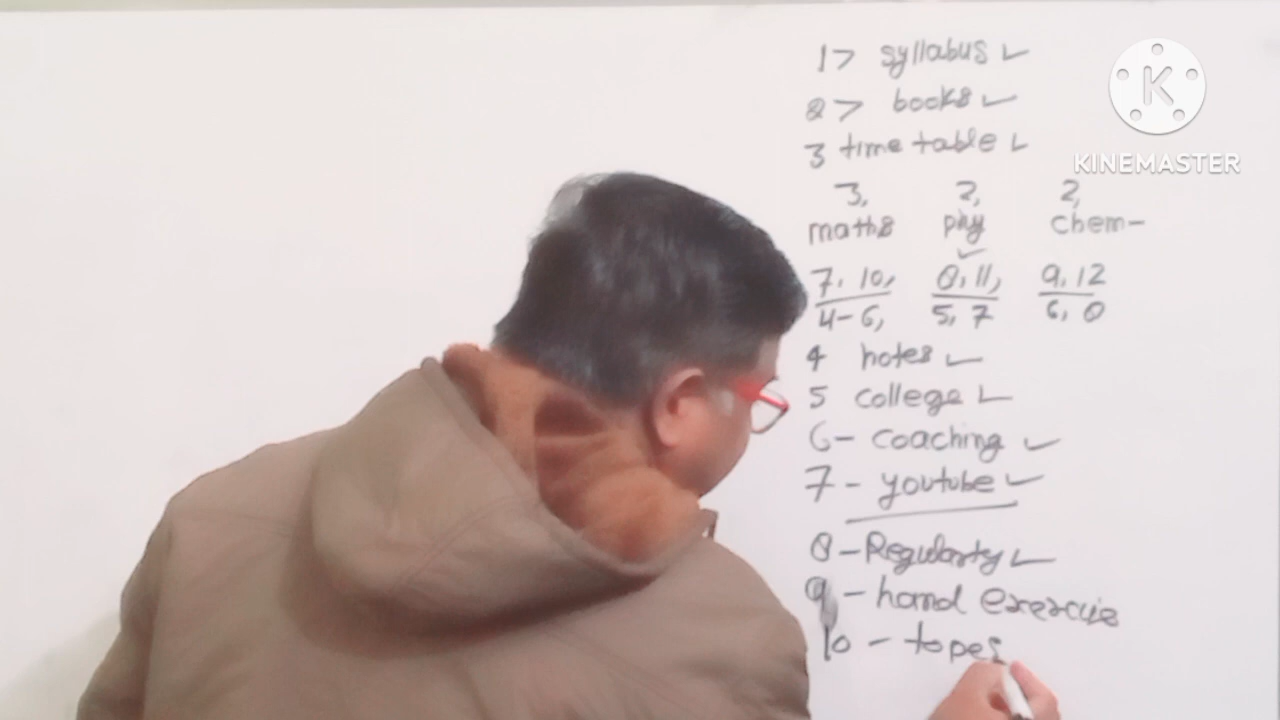 1> syllabus ✓
2> books ✓
3 time table ✓
3, 2, 2,
maths phy chem-
7, 10, 8, 11, 9, 12
4-6, 5, 7 6, 8
4 notes ✓
5 college ✓
6- coaching ✓
7 - youtube ✓
8 - Regularty ✓
9 - hand exercise
10 - topes
KINEMASTER